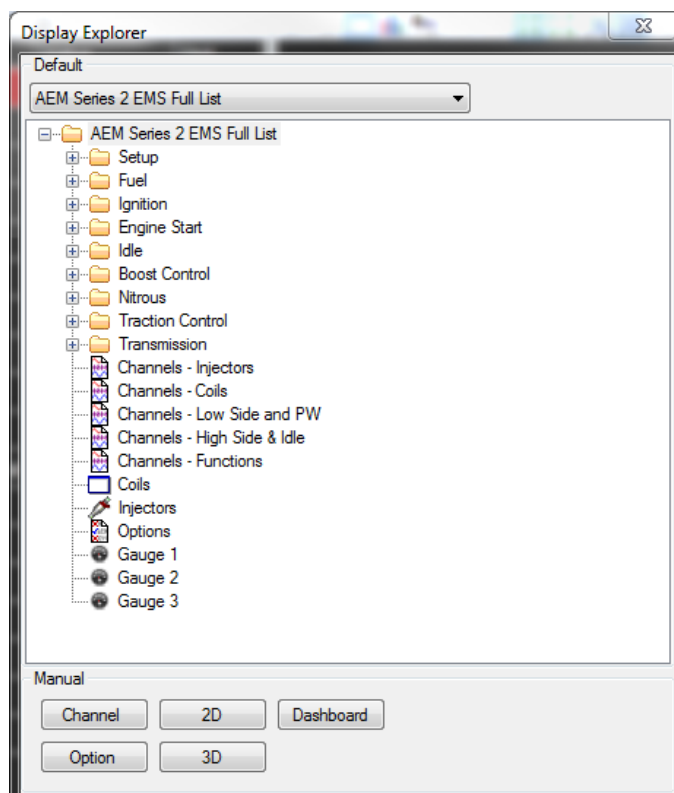 Display Explorer
Default
AEM Series 2 EMS Full List
AEM Series 2 EMS Full List
Setup
Fuel
Ignition
Engine Start
Idle
Boost Control
Nitrous
Traction Control
Transmission
Channels - Injectors
Channels - Coils
Channels - Low Side and PW
Channels - High Side & Idle
Channels - Functions
Coils
Injectors
Options
Gauge 1
Gauge 2
Gauge 3
Manual
Channel 2D Dashboard
Option 3D